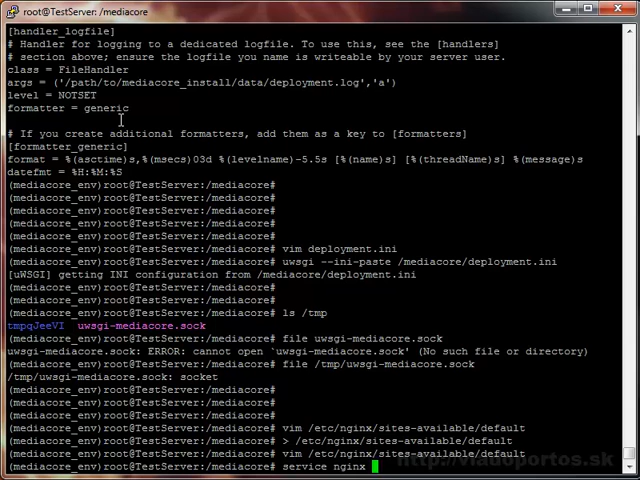 root@TestServer: /mediacore
[handler_logfile]
# Handler for logging to a dedicated logfile. To use this, see the [handlers]
# section above; ensure the logfile you name is writeable by your server user.
class = FileHandler
args = ('/path/to/mediacore_install/data/deployment.log','a')
level = NOTSET
formatter = generic
# If you create additional formatters, add them as a key to [formatters]
[formatter_generic]
format = %(asctime)s,%(msecs)03d %(levelname)-5.5s [%(name)s] [%(threadName)s] %(message)s
datefmt = %H:%M:%S
(mediacore_env)root@TestServer:/mediacore#
(mediacore_env)root@TestServer:/mediacore#
(mediacore_env)root@TestServer:/mediacore#
(mediacore_env)root@TestServer:/mediacore#
(mediacore_env)root@TestServer:/mediacore#
(mediacore_env)root@TestServer:/mediacore# vim deployment.ini
(mediacore_env)root@TestServer:/mediacore# uwsgi --ini-paste /mediacore/deployment.ini
[uWSGI] getting INI configuration from /mediacore/deployment.ini
(mediacore_env)root@TestServer:/mediacore#
(mediacore_env)root@TestServer:/mediacore#
(mediacore_env)root@TestServer:/mediacore# ls /tmp
tmpqJeeVI uwsgi-mediacore.sock
(mediacore_env)root@TestServer:/mediacore# file uwsgi-mediacore.sock
uwsgi-mediacore.sock: ERROR: cannot open `uwsgi-mediacore.sock' (No such file or directory)
(mediacore_env)root@TestServer:/mediacore# file /tmp/uwsgi-mediacore.sock
/tmp/uwsgi-mediacore.sock: socket
(mediacore_env)root@TestServer:/mediacore#
(mediacore_env)root@TestServer:/mediacore#
(mediacore_env)root@TestServer:/mediacore#
(mediacore_env)root@TestServer:/mediacore# vim /etc/nginx/sites-available/default
(mediacore_env)root@TestServer:/mediacore# > /etc/nginx/sites-available/default
(mediacore_env)root@TestServer:/mediacore# vim /etc/nginx/sites-available/default
(mediacore_env)root@TestServer:/mediacore# service nginx
http://vladoportos.sk